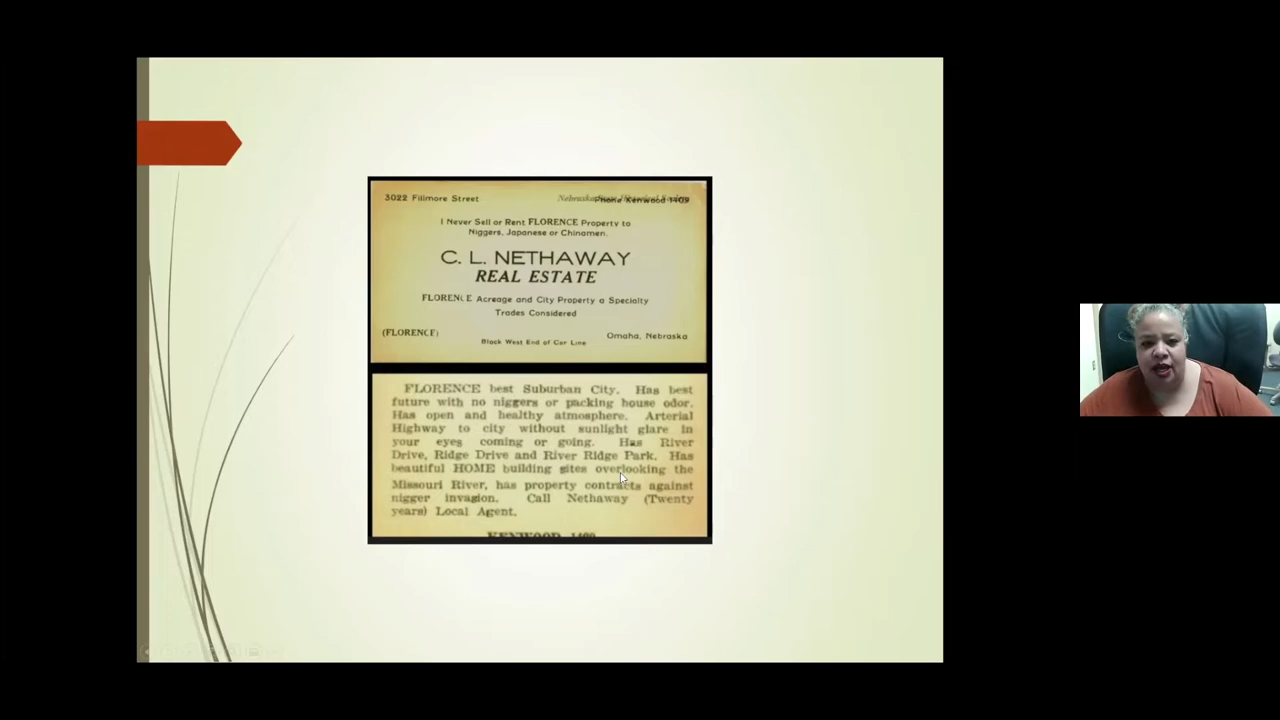 3022 Fillmore Street
Phone Kenwood 1409
I Never Sell or Rent FLORENCE Property to
Niggers, Japanese or Chinamen.
C. L. NETHAWAY
REAL ESTATE
FLORENCE Acreage and City Property a Specialty
Trades Considered
(FLORENCE)
Omaha, Nebraska
Block West End of Car Line
FLORENCE best Suburban City. Has best
future with no niggers or packing house odor.
Has open and healthy atmosphere. Arterial
Highway to city without sunlight glare in
your eyes coming or going. Has River
Drive, Ridge Drive and River Ridge Park. Has
beautiful HOME building sites overlooking the
Missouri River, has property contracts against
nigger invasion. Call Nethaway (Twenty
years) Local Agent.
KENWOOD 1409